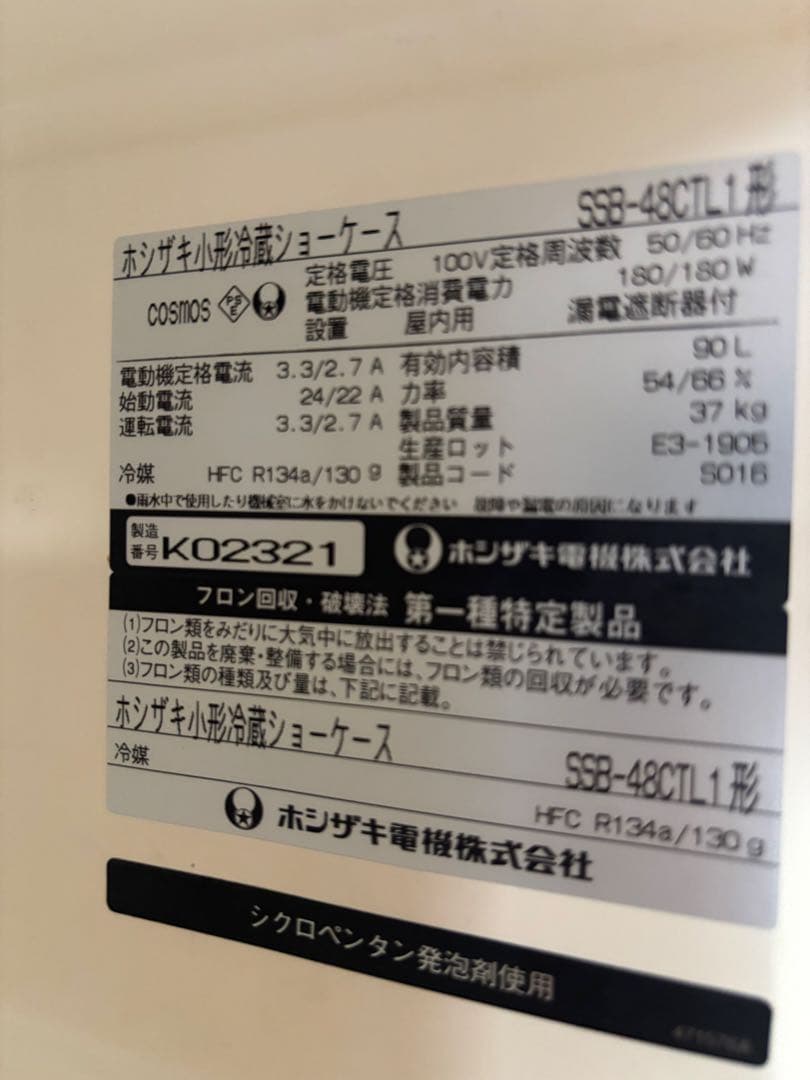 ホシザキ小形冷蔵ショーケース SSB-48CTL1形
cosmos PSE 定格電圧 100V定格周波数 50/60Hz
電動機定格消費電力 180/180W
設置 屋内用 漏電遮断器付
電動機定格電流 3.3/2.7A 有効内容積 90L
始動電流 24/22A 力率 54/66%
運転電流 3.3/2.7A 製品質量 37kg
生産ロット E3-1905
冷媒 HFC R134a/130g 製品コード S016
●雨水中で使用したり機械室に水をかけないでください 故障や漏電の原因になります
製造番号 K02321 ホシザキ電機株式会社
フロン回収・破壊法 第一種特定製品
(1)フロン類をみだりに大気中に放出することは禁じられています。
(2)この製品を廃棄・整備する場合には、フロン類の回収が必要です。
(3)フロン類の種類及び量は、下記に記載。
ホシザキ小形冷蔵ショーケース SSB-48CTL1形
冷媒 HFC R134a/130g
ホシザキ電機株式会社
シクロペンタン発泡剤使用